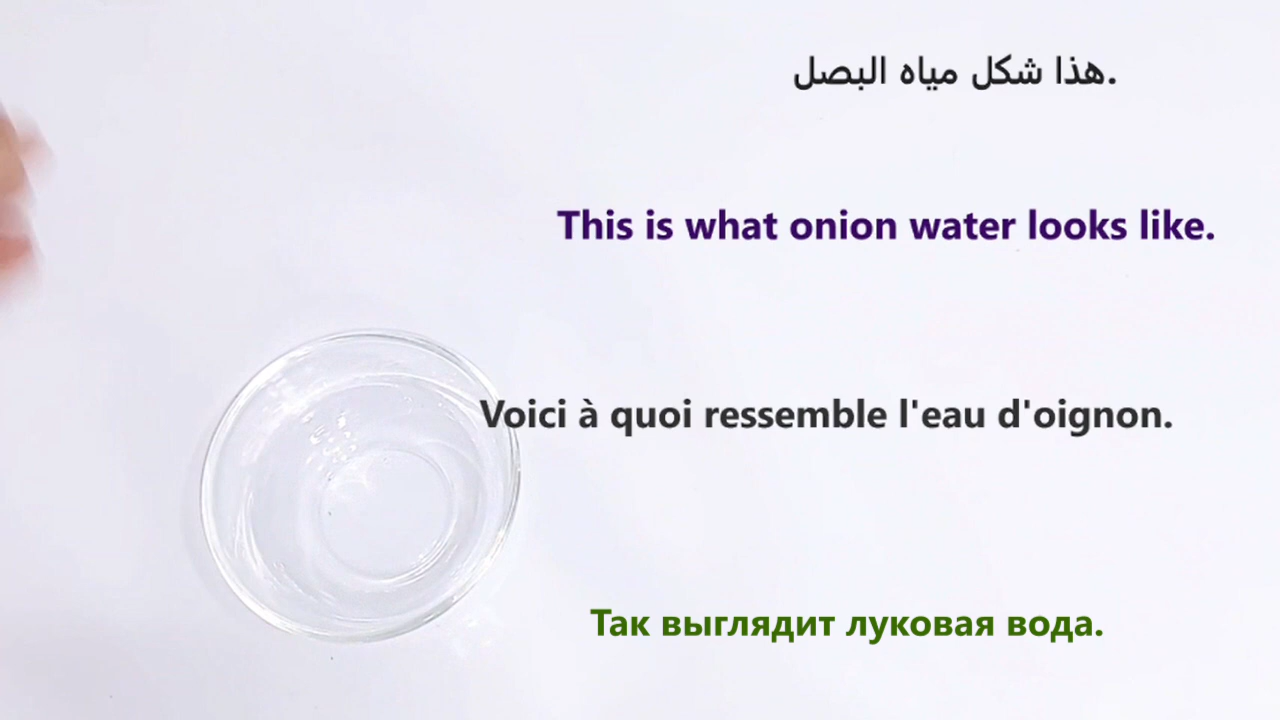 هذا شكل مياه البصل.
This is what onion water looks like.
Voici à quoi ressemble l'eau d'oignon.
Так выглядит луковая вода.